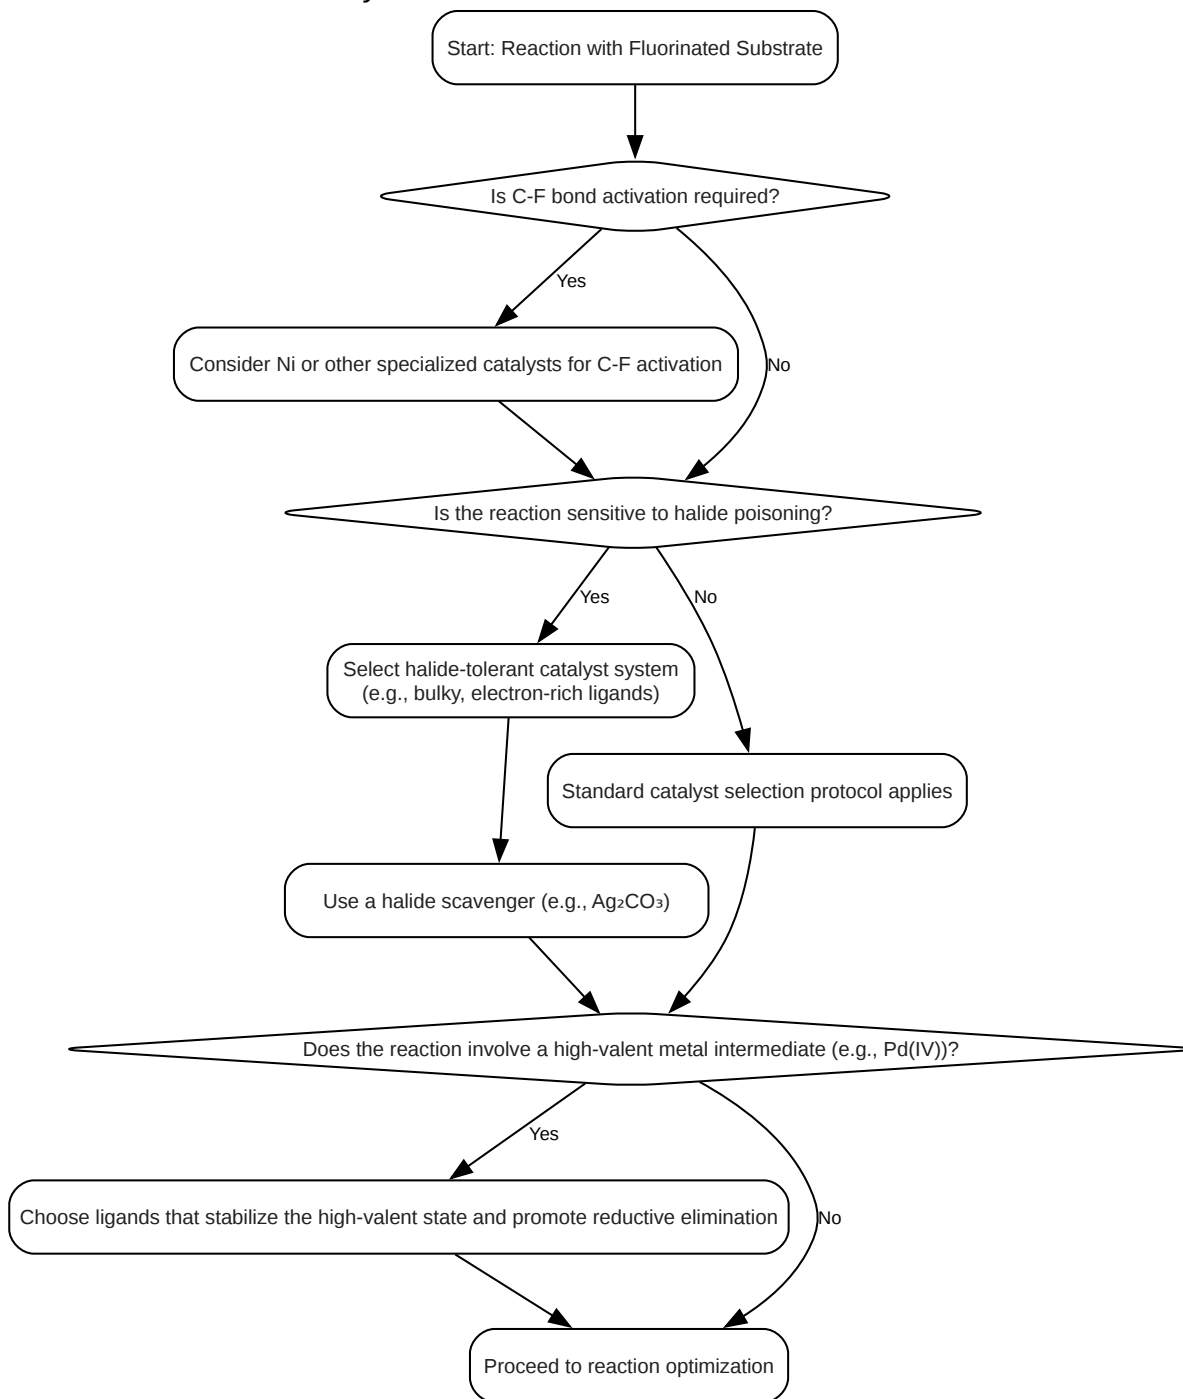 Start: Reaction with Fluorinated Substrate
Is C-F bond activation required?
Yes
Consider Ni or other specialized catalysts for C-F activation
No
Is the reaction sensitive to halide poisoning?
Yes
No
Select halide-tolerant catalyst system
(e.g., bulky, electron-rich ligands)
Standard catalyst selection protocol applies
Use a halide scavenger (e.g., Ag₂CO₃)
Does the reaction involve a high-valent metal intermediate (e.g., Pd(IV))?
Yes
Choose ligands that stabilize the high-valent state and promote reductive elimination
No
Proceed to reaction optimization